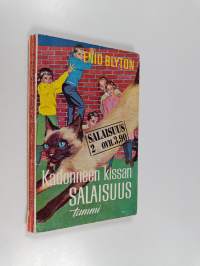 ENID BLYTON
SALAISUUS
2 OVH. 3,90
Kadonneen kissan
SALAISUUS
tammi